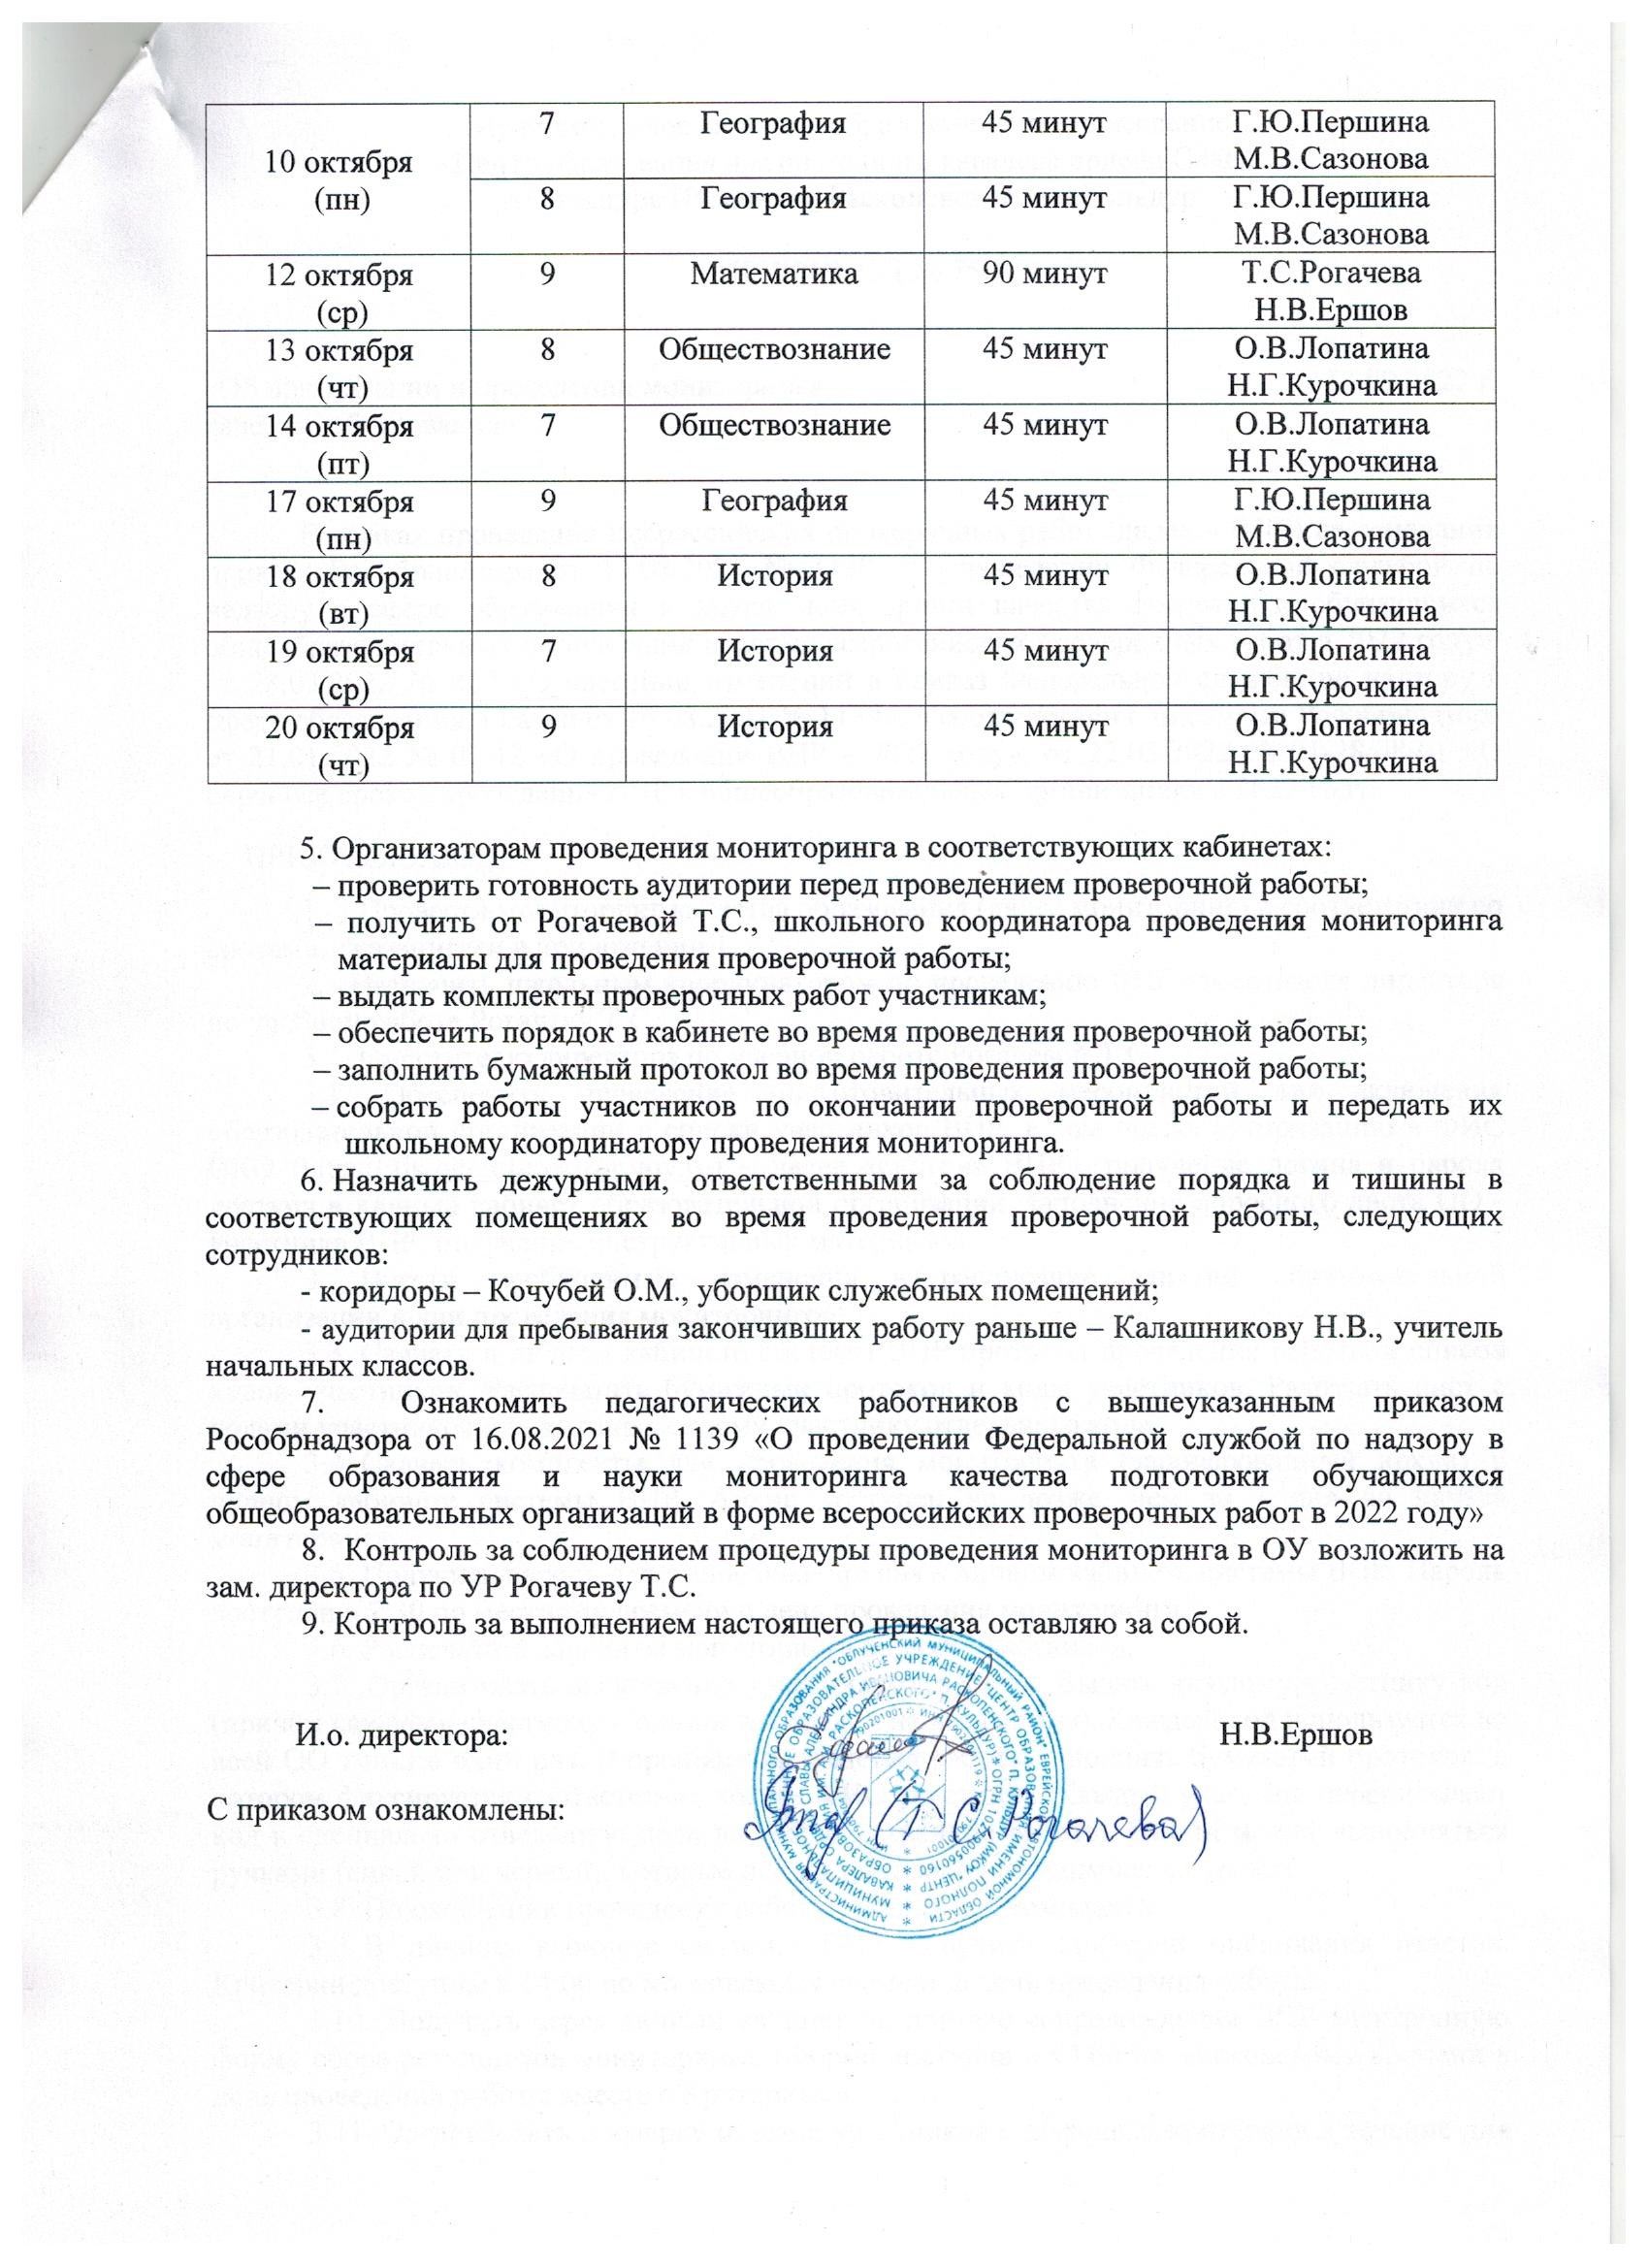 10 октября
(пн)
7 География 45 минут Г.Ю.Першина
М.В.Сазонова
8 География 45 минут Г.Ю.Першина
М.В.Сазонова
12 октября 9 Математика 90 минут Т.С.Рогачева
(ср) Н.В.Ершов
13 октября 8 Обществознание 45 минут О.В.Лопатина
(чт) Н.Г.Курочкина
14 октября 7 Обществознание 45 минут О.В.Лопатина
(пт) Н.Г.Курочкина
17 октября 9 География 45 минут Г.Ю.Першина
(пн) М.В.Сазонова
18 октября 8 История 45 минут О.В.Лопатина
(вт) Н.Г.Курочкина
19 октября 7 История 45 минут О.В.Лопатина
(ср) Н.Г.Курочкина
20 октября 9 История 45 минут О.В.Лопатина
(чт) Н.Г.Курочкина
5. Организаторам проведения мониторинга в соответствующих кабинетах:
– проверить готовность аудитории перед проведением проверочной работы;
– получить от Рогачевой Т.С., школьного координатора проведения мониторинга
материалы для проведения проверочной работы;
– выдать комплекты проверочных работ участникам;
– обеспечить порядок в кабинете во время проведения проверочной работы;
– заполнить бумажный протокол во время проведения проверочной работы;
– собрать работы участников по окончании проверочной работы и передать их
школьному координатору проведения мониторинга.
6. Назначить дежурными, ответственными за соблюдение порядка и тишины в
соответствующих помещениях во время проведения проверочной работы, следующих
сотрудников:
- коридоры – Кочубей О.М., уборщик служебных помещений;
- аудитории для пребывания закончивших работу раньше – Калашникову Н.В., учитель
начальных классов.
7. Ознакомить педагогических работников с вышеуказанным приказом
Рособрнадзора от 16.08.2021 № 1139 «О проведении Федеральной службой по надзору в
сфере образования и науки мониторинга качества подготовки обучающихся
общеобразовательных организаций в форме всероссийских проверочных работ в 2022 году»
8. Контроль за соблюдением процедуры проведения мониторинга в ОУ возложить на
зам. директора по УР Рогачеву Т.С.
9. Контроль за выполнением настоящего приказа оставляю за собой.
И.о. директора: Н.В.Ершов
С приказом ознакомлены: (Т.С.Рогачева)